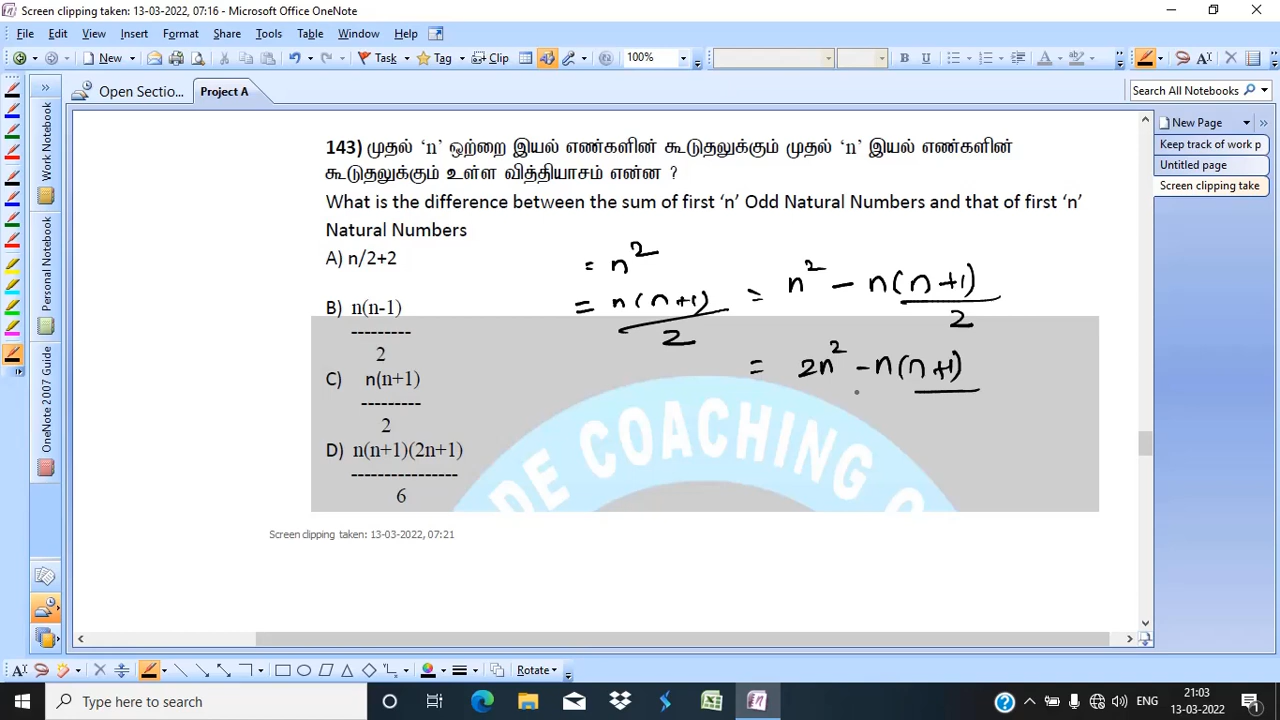 Screen clipping taken: 13-03-2022, 07:16 - Microsoft Office OneNote
File Edit View Insert Format Share Tools Table Window Help
New Task Tag Clip 100% B U
Open Sectio... Project A Search All Notebooks
New Page
Keep track of work p
Untitled page
Screen clipping take
Work Notebook
Personal Notebook
OneNote 2007 Guide
143) முதல் ‘n’ ஒற்றை இயல் எண்களின் கூடுதலுக்கும் முதல் ‘n’ இயல் எண்களின்
கூடுதலுக்கும் உள்ள வித்தியாசம் என்ன ?
What is the difference between the sum of first ‘n’ Odd Natural Numbers and that of first ‘n’
Natural Numbers
A) n/2+2
B) n(n-1)
---------
2
C) n(n+1)
---------
2
D) n(n+1)(2n+1)
----------------
6
= n²
= n(n+1)
2
= n² - n(n+1)
2
= 2n² - n(n+1)
DE COACHING C
Screen clipping taken: 13-03-2022, 07:21
Rotate
Type here to search
ENG
21:03
13-03-2022
1